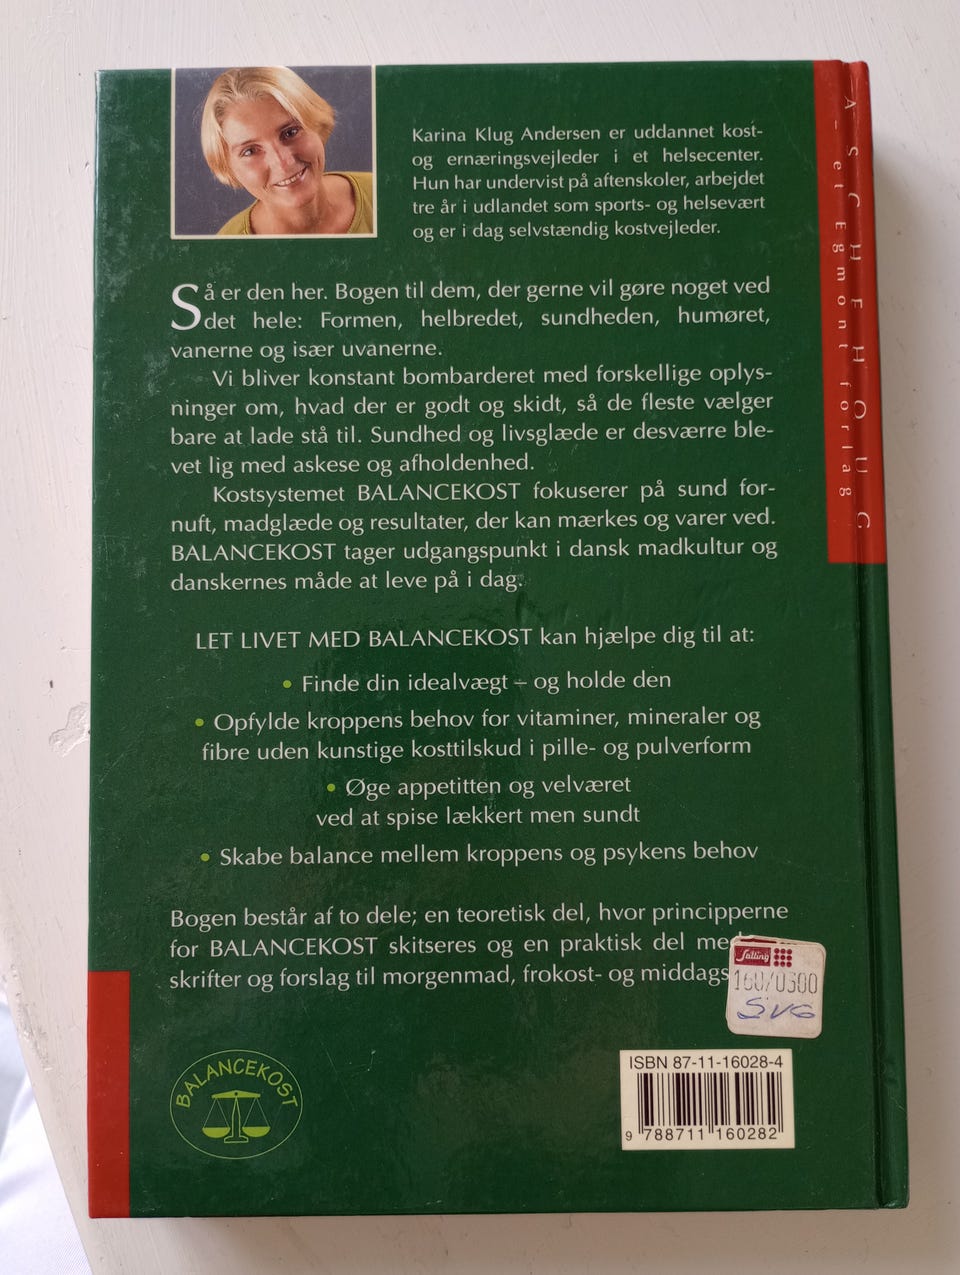 Karina Klug Andersen er uddannet kost-
og ernæringsvejleder i et helsecenter.
Hun har undervist på aftenskoler, arbejdet
tre år i udlandet som sports- og helsevært
og er i dag selvstændig kostvejleder.
Så er den her. Bogen til dem, der gerne vil gøre noget ved
det hele: Formen, helbredet, sundheden, humøret,
vanerne og især uvanerne.
Vi bliver konstant bombarderet med forskellige oplys-
ninger om, hvad der er godt og skidt, så de fleste vælger
bare at lade stå til. Sundhed og livsglæde er desværre ble-
vet lig med askese og afholdenhed.
Kostsystemet BALANCEKOST fokuserer på sund for-
nuft, madglæde og resultater, der kan mærkes og varer ved.
BALANCEKOST tager udgangspunkt i dansk madkultur og
danskernes måde at leve på i dag.
LET LIVET MED BALANCEKOST kan hjælpe dig til at:
• Finde din idealvægt – og holde den
• Opfylde kroppens behov for vitaminer, mineraler og
fibre uden kunstige kosttilskud i pille- og pulverform
• Øge appetitten og velværet
ved at spise lækkert men sundt
• Skabe balance mellem kroppens og psykens behov
Bogen består af to dele; en teoretisk del, hvor principperne
for BALANCEKOST skitseres og en praktisk del
skrifter og forslag til morgenmad, frokost- og middags
Salling
160/0300
SVG
BALANCEKOST
ISBN 87-11-16028-4
9 788711 160282
ASCHEHOUG
– et Egmont forlag